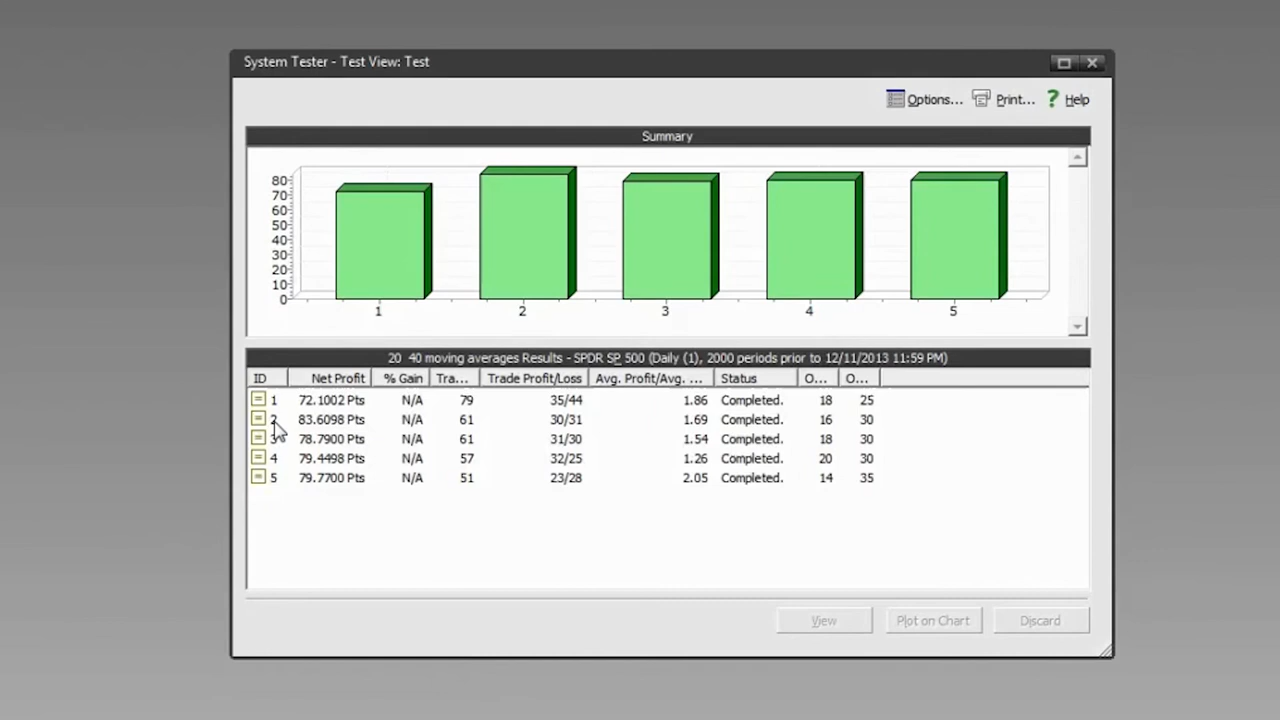 System Tester - Test View: Test
Options... Print... ? Help
Summary
80
70
60
50
40
30
20
10
0
1 2 3 4 5
20 40 moving averages Results - SPDR SP 500 (Daily (1), 2000 periods prior to 12/11/2013 11:59 PM)
ID Net Profit % Gain Tra... Trade Profit/Loss Avg. Profit/Avg. ... Status O... O...
1 72.1002 Pts N/A 79 35/44 1.86 Completed. 18 25
2 83.6098 Pts N/A 61 30/31 1.69 Completed. 16 30
3 78.7900 Pts N/A 61 31/30 1.54 Completed. 18 30
4 79.4498 Pts N/A 57 32/25 1.26 Completed. 20 30
5 79.7700 Pts N/A 51 23/28 2.05 Completed. 14 35
View Plot on Chart Discard